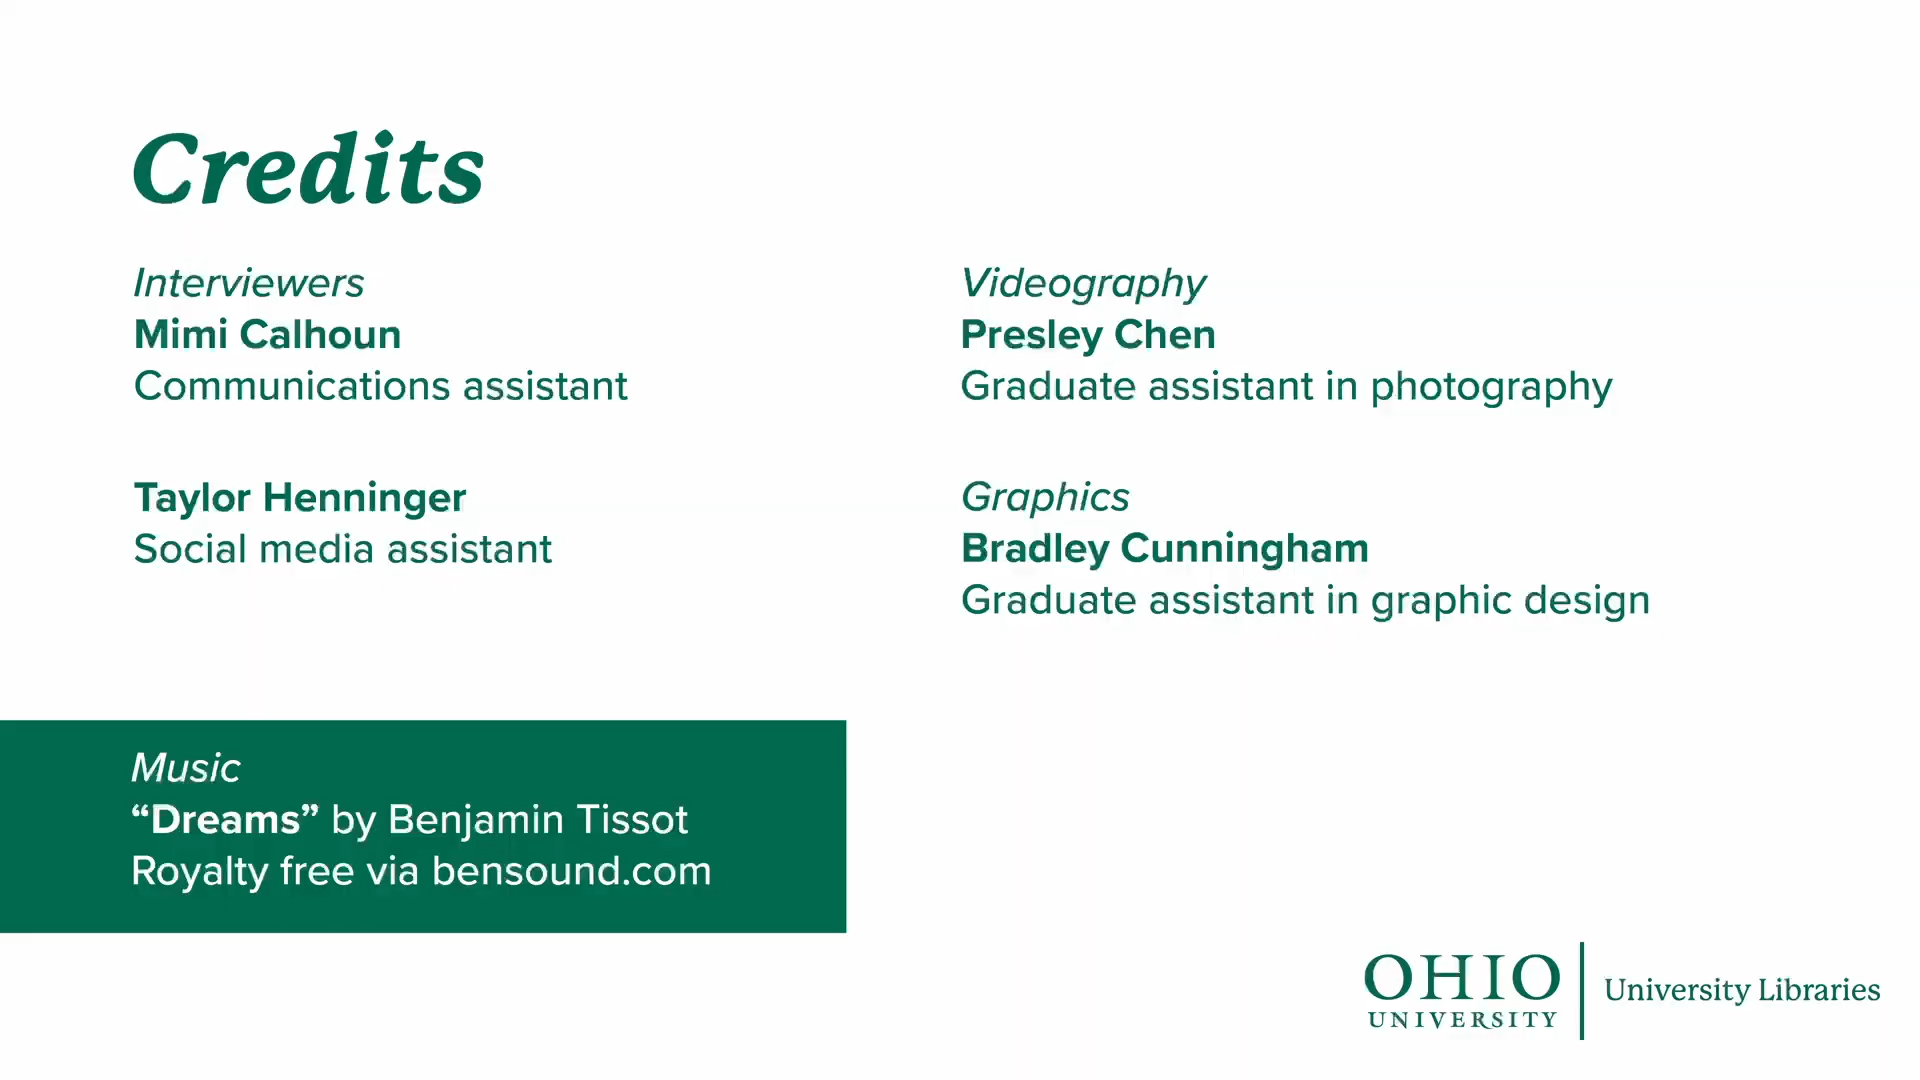 Credits
Interviewers
Mimi Calhoun
Communications assistant
Taylor Henninger
Social media assistant
Videography
Presley Chen
Graduate assistant in photography
Graphics
Bradley Cunningham
Graduate assistant in graphic design
Music
“Dreams” by Benjamin Tissot
Royalty free via bensound.com
OHIO
UNIVERSITY
University Libraries